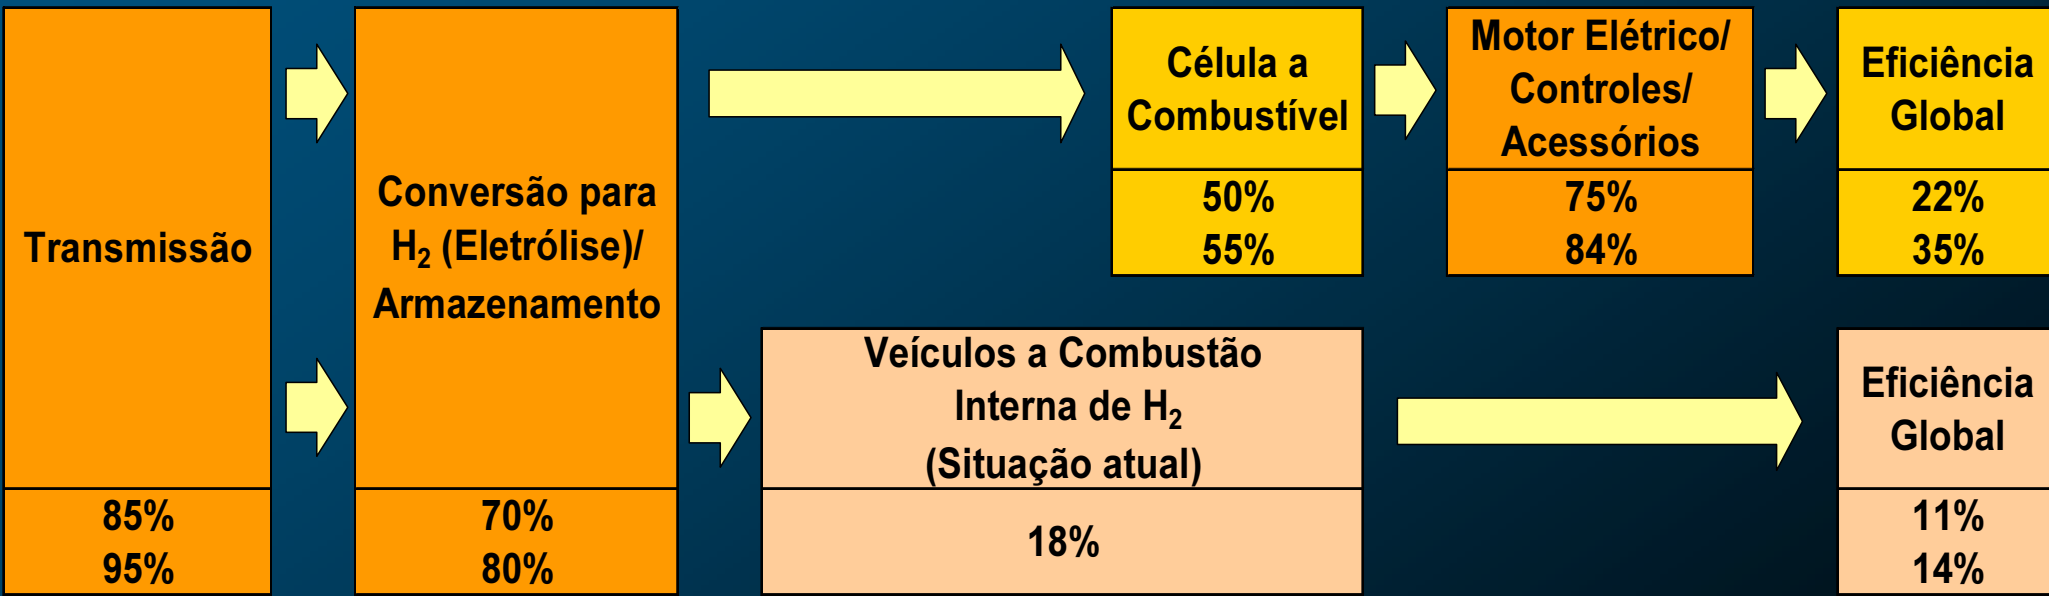 Transmissão
85%
95%
Conversão para
H₂ (Eletrólise)/
Armazenamento
70%
80%
Célula a
Combustível
50%
55%
Motor Elétrico/
Controles/
Acessórios
75%
84%
Eficiência
Global
22%
35%
Veículos a Combustão
Interna de H₂
(Situação atual)
18%
Eficiência
Global
11%
14%